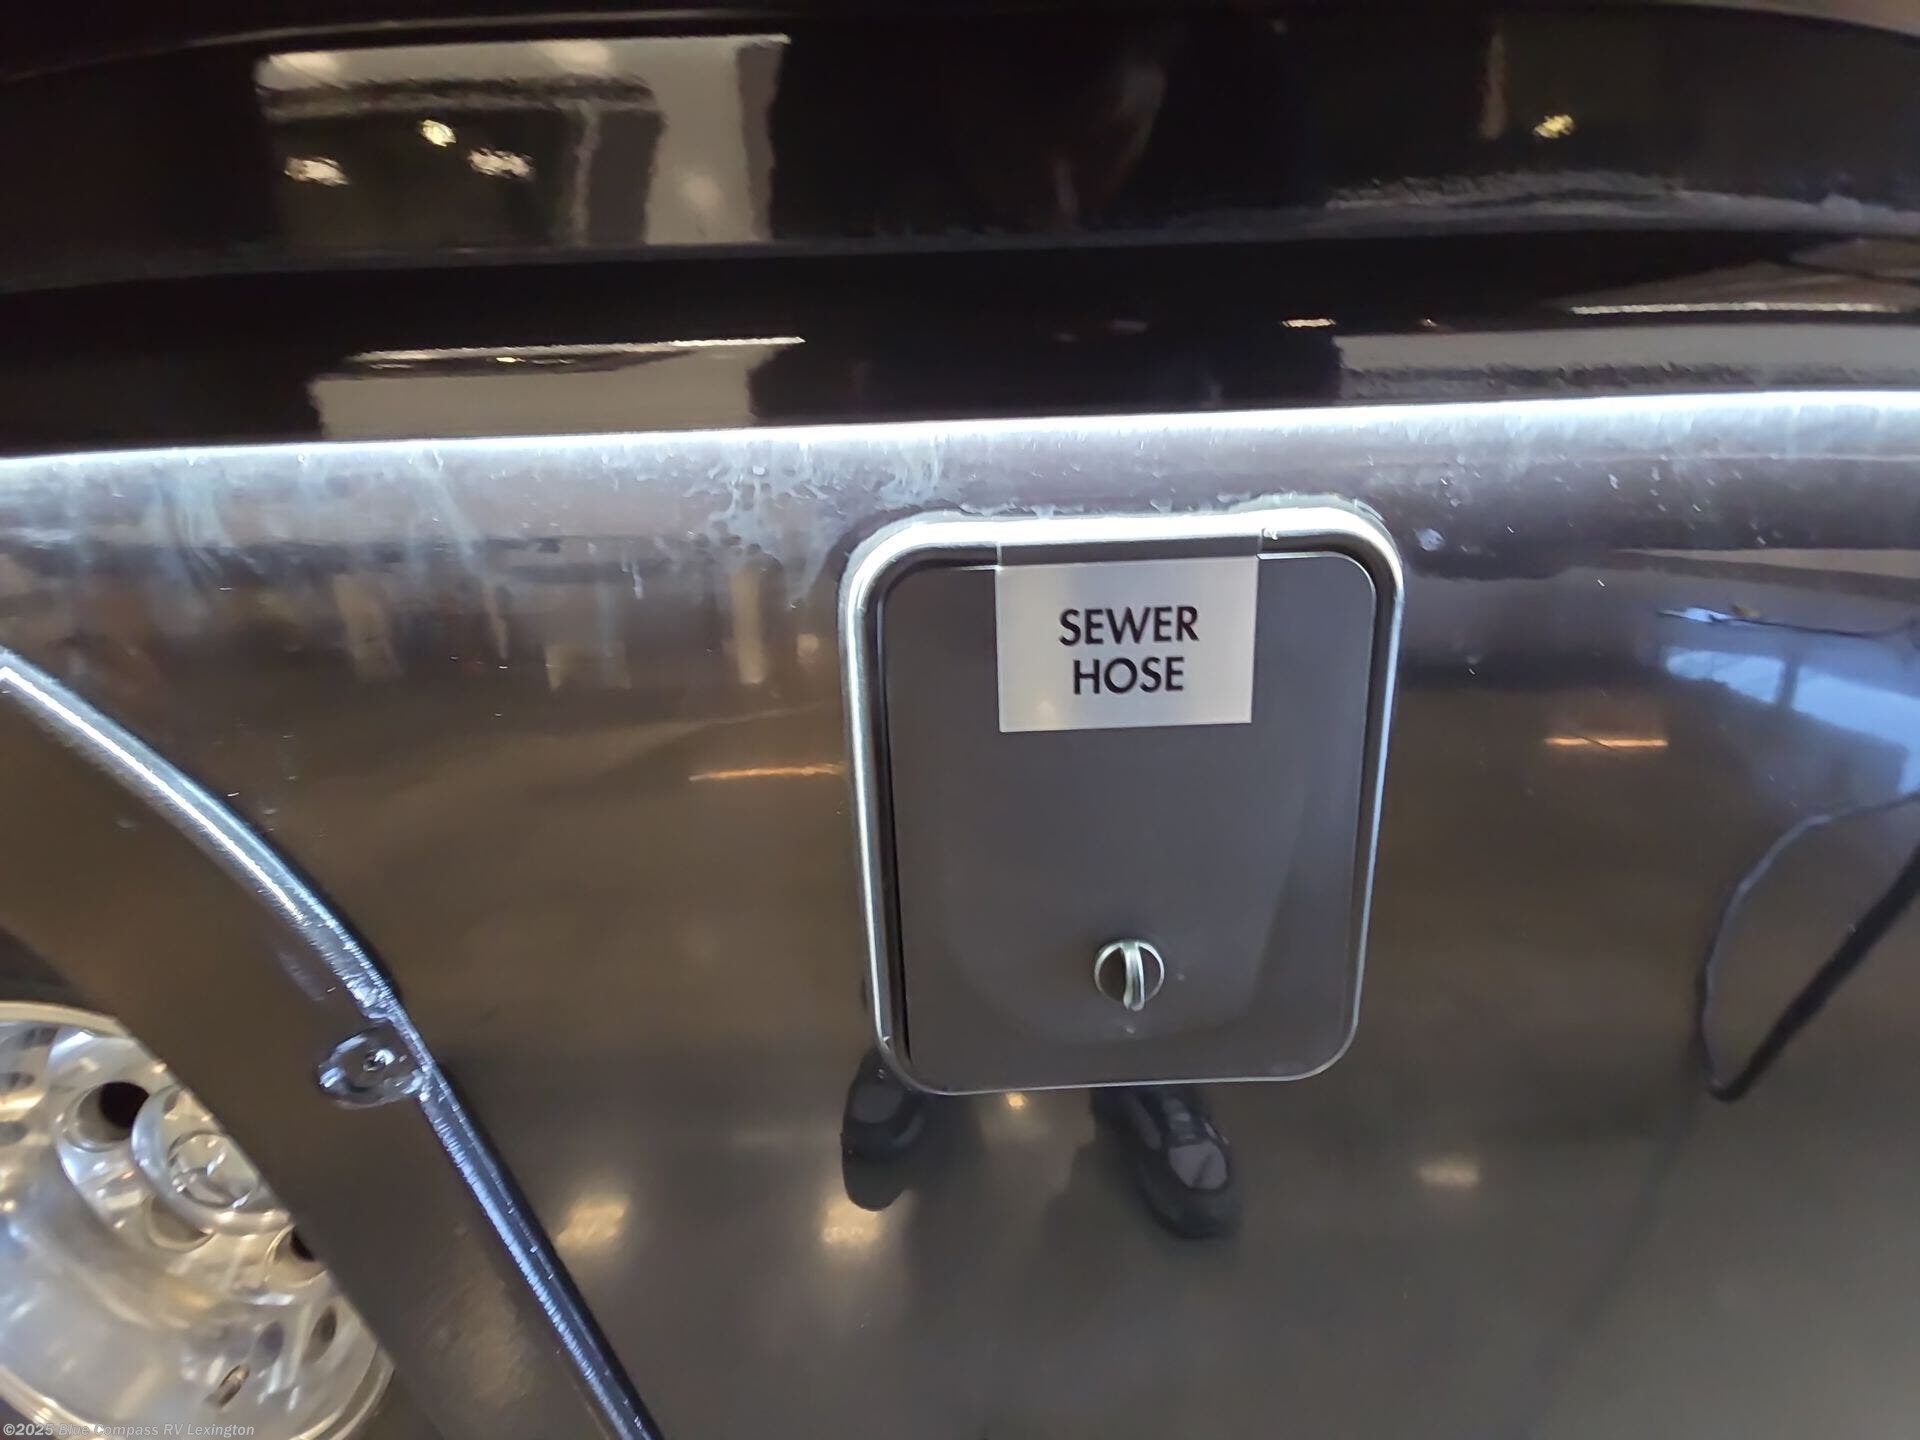 SEWER
HOSE
©2025 Blue Compass RV Lexington